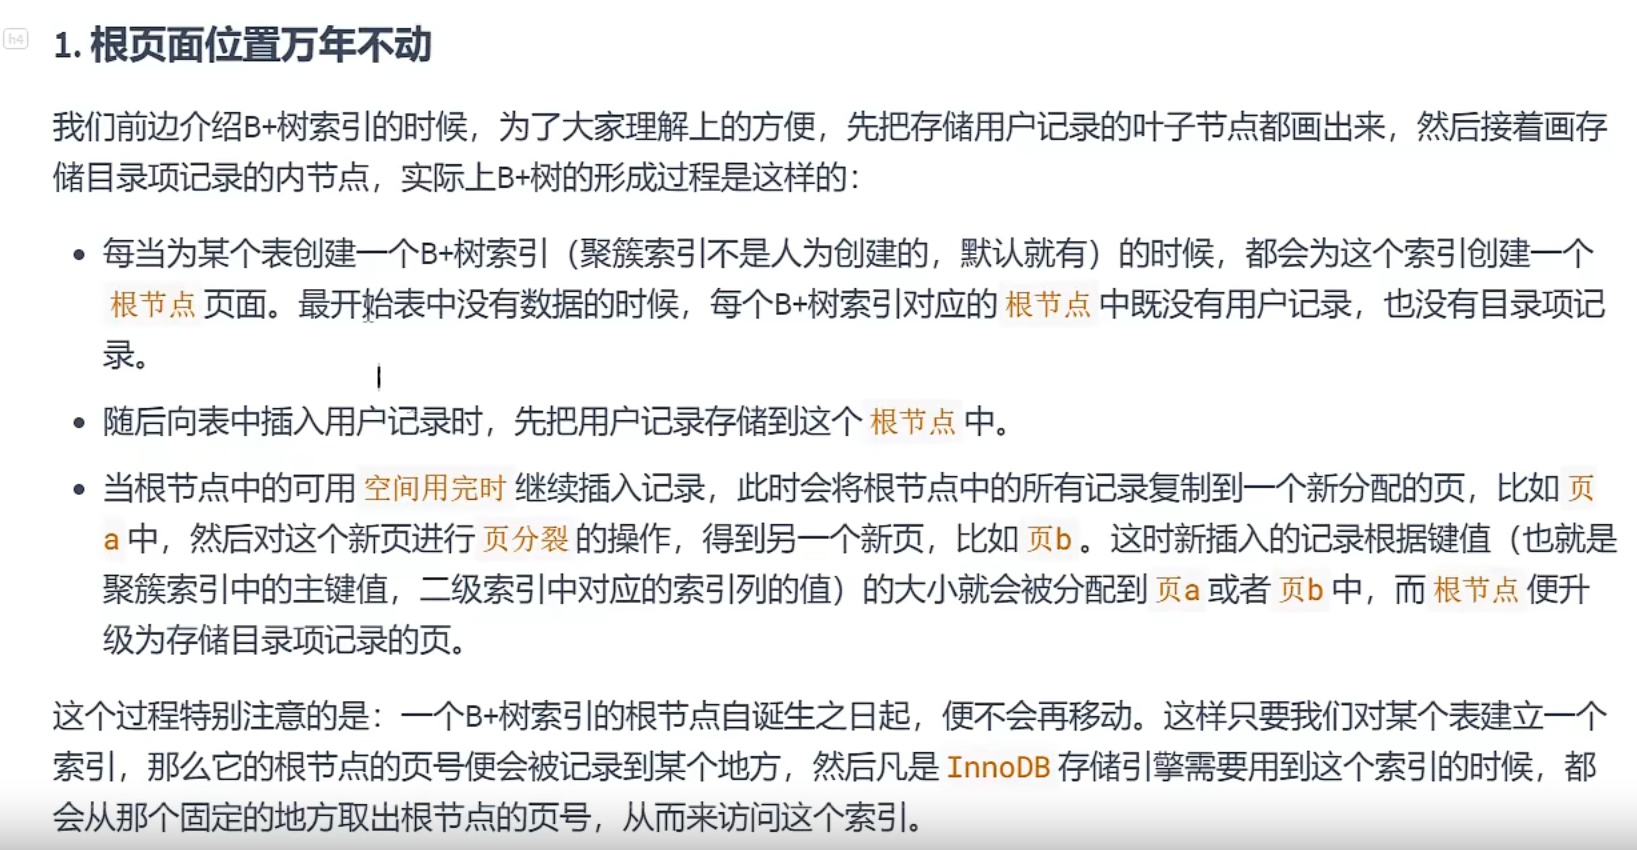 h4
1. 根页面位置万年不动
我们前边介绍B+树索引的时候，为了大家理解上的方便，先把存储用户记录的叶子节点都画出来，然后接着画存
储目录项记录的内节点，实际上B+树的形成过程是这样的：
• 每当为某个表创建一个B+树索引（聚簇索引不是人为创建的，默认就有）的时候，都会为这个索引创建一个
根节点 页面。最开始表中没有数据的时候，每个B+树索引对应的 根节点 中既没有用户记录，也没有目录项记
录。
• 随后向表中插入用户记录时，先把用户记录存储到这个 根节点 中。
• 当根节点中的可用 空间用完时 继续插入记录，此时会将根节点中的所有记录复制到一个新分配的页，比如 页
a 中，然后对这个新页进行 页分裂 的操作，得到另一个新页，比如 页b 。这时新插入的记录根据键值（也就是
聚簇索引中的主键值，二级索引中对应的索引列的值）的大小就会被分配到 页a 或者 页b 中，而 根节点 便升
级为存储目录项记录的页。
这个过程特别注意的是：一个B+树索引的根节点自诞生之日起，便不会再移动。这样只要我们对某个表建立一个
索引，那么它的根节点的页号便会被记录到某个地方，然后凡是 InnoDB 存储引擎需要用到这个索引的时候，都
会从那个固定的地方取出根节点的页号，从而来访问这个索引。